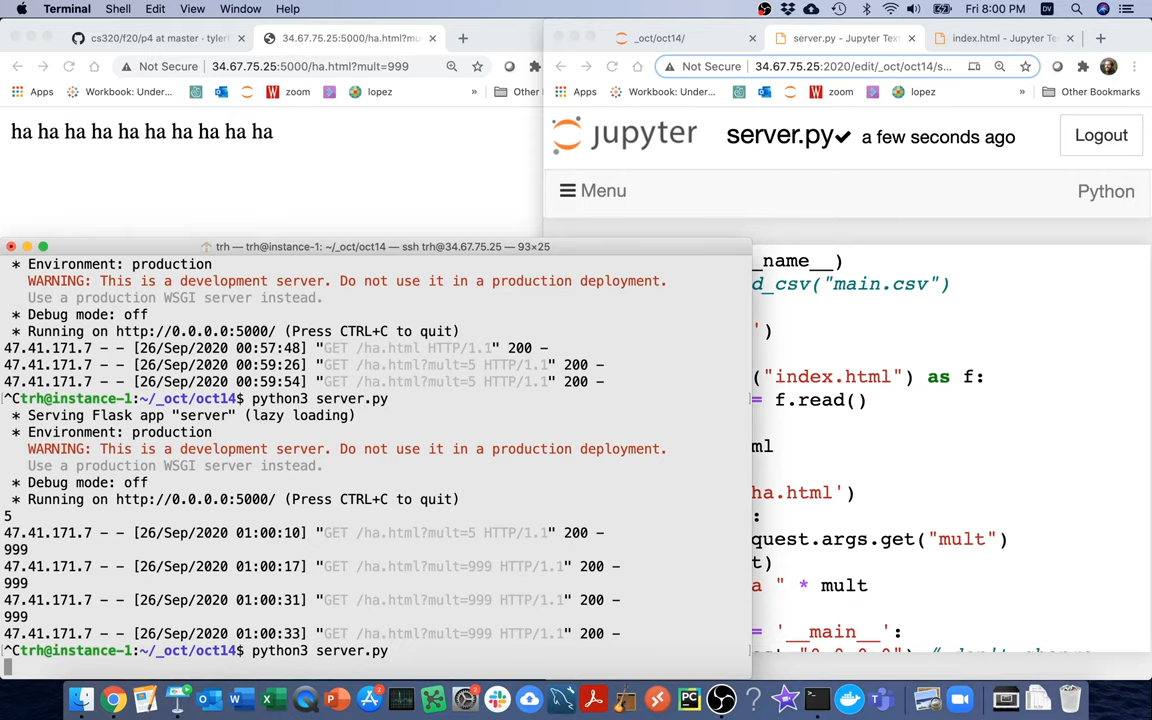 Terminal Shell Edit View Window Help Fri 8:00 PM DV
cs320/f20/p4 at master · tyler
34.67.75.25:5000/ha.html?mu
Not Secure 34.67.75.25:5000/ha.html?mult=999
Apps Workbook: Under... zoom lopez » Other
ha ha ha ha ha ha ha ha ha ha
_oct/oct14/
server.py - Jupyter Text
index.html - Jupyter Te
Not Secure 34.67.75.25:2020/edit/_oct/oct14/s...
Apps Workbook: Under... zoom lopez » Other Bookmarks
jupyter server.py✔ a few seconds ago Logout
Menu Python
_name__)
d_csv("main.csv")
')
("index.html") as f:
= f.read()
ml
ha.html')
:
quest.args.get("mult")
t)
a " * mult
= '__main__':
trh — trh@instance-1: ~/_oct/oct14 — ssh trh@34.67.75.25 — 93×25
* Environment: production
WARNING: This is a development server. Do not use it in a production deployment.
Use a production WSGI server instead.
* Debug mode: off
* Running on http://0.0.0.0:5000/ (Press CTRL+C to quit)
47.41.171.7 - - [26/Sep/2020 00:57:48] "GET /ha.html HTTP/1.1" 200 -
47.41.171.7 - - [26/Sep/2020 00:59:26] "GET /ha.html?mult=5 HTTP/1.1" 200 -
47.41.171.7 - - [26/Sep/2020 00:59:54] "GET /ha.html?mult=5 HTTP/1.1" 200 -
^Ctrh@instance-1:~/_oct/oct14$ python3 server.py
* Serving Flask app "server" (lazy loading)
* Environment: production
WARNING: This is a development server. Do not use it in a production deployment.
Use a production WSGI server instead.
* Debug mode: off
* Running on http://0.0.0.0:5000/ (Press CTRL+C to quit)
5
47.41.171.7 - - [26/Sep/2020 01:00:10] "GET /ha.html?mult=5 HTTP/1.1" 200 -
999
47.41.171.7 - - [26/Sep/2020 01:00:17] "GET /ha.html?mult=999 HTTP/1.1" 200 -
999
47.41.171.7 - - [26/Sep/2020 01:00:31] "GET /ha.html?mult=999 HTTP/1.1" 200 -
999
47.41.171.7 - - [26/Sep/2020 01:00:33] "GET /ha.html?mult=999 HTTP/1.1" 200 -
^Ctrh@instance-1:~/_oct/oct14$ python3 server.py